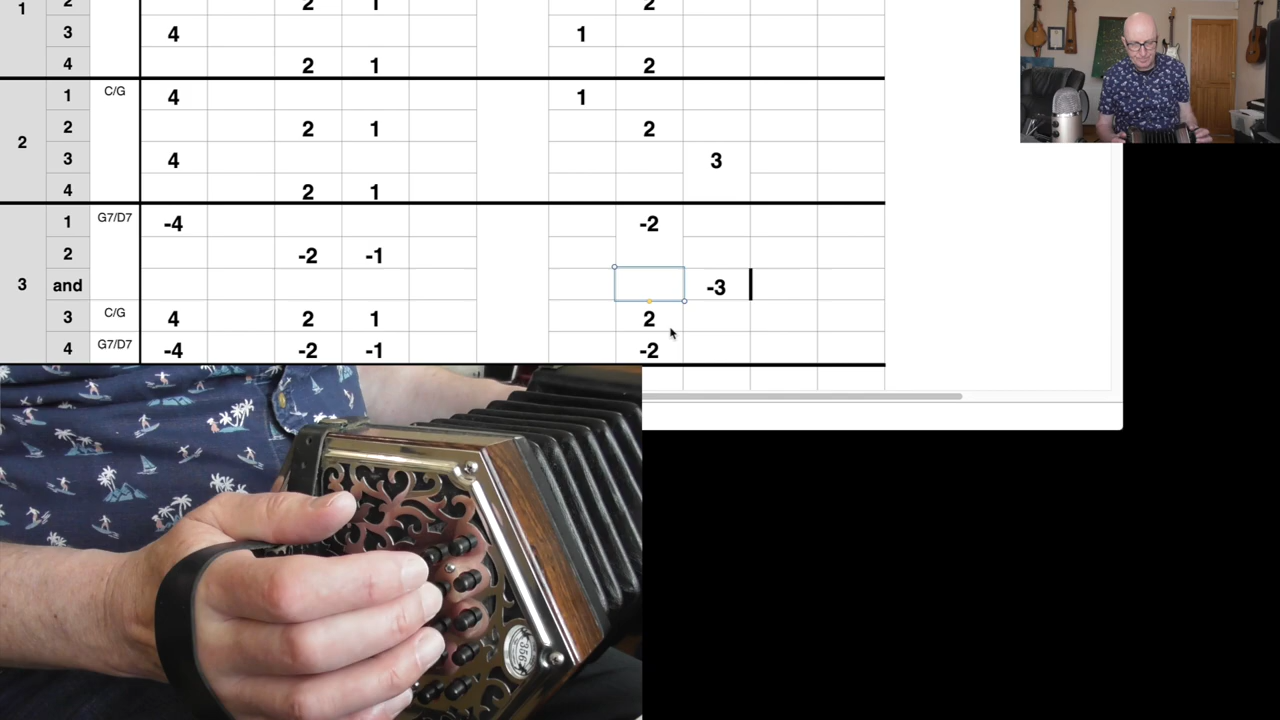 1 2 2 1 2
3 4 1
4 2 1 2
2 1 C/G 4 1
2 2 1 2
3 4 3
4 2 1
3 1 G7/D7 -4 -2
2 -2 -1
and -3
3 C/G 4 2 1 2
4 G7/D7 -4 -2 -1 -2
356